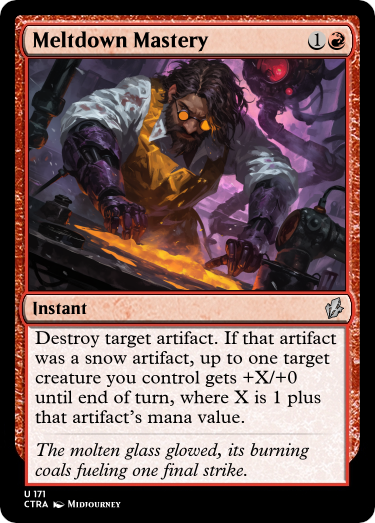 Meltdown Mastery 1
Instant
Destroy target artifact. If that artifact
was a snow artifact, up to one target
creature you control gets +X/+0
until end of turn, where X is 1 plus
that artifact's mana value.
The molten glass glowed, its burning
coals fueling one final strike.
U 171
CTRA Midjourney